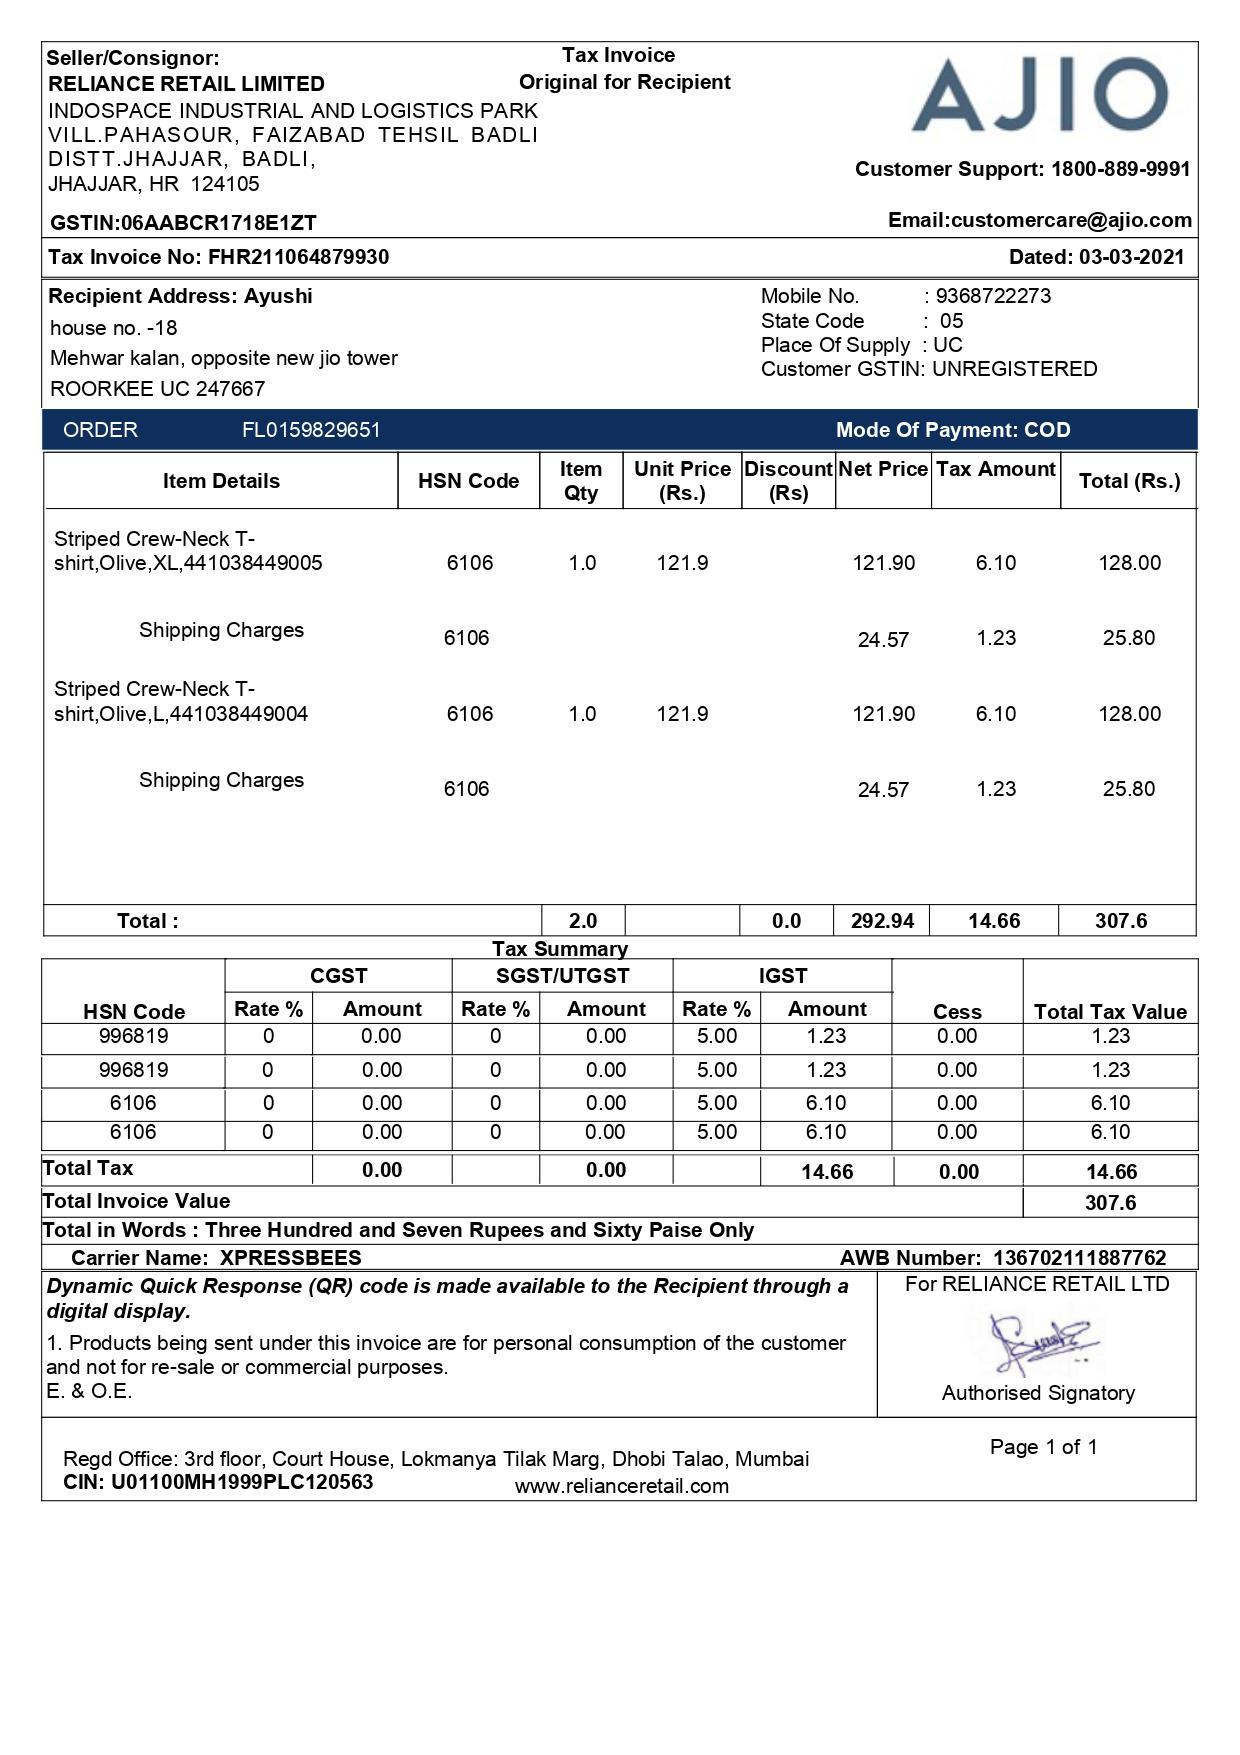 Seller/Consignor:
Tax Invoice
RELIANCE RETAIL LIMITED
Original for Recipient
AJIO
INDOSPACE INDUSTRIAL AND LOGISTICS PARK
VILL.PAHASOUR, FAIZABAD TEHSIL BADLI
DISTT.JHAJJAR, BADLI,
JHAJJAR, HR 124105
Customer Support: 1800-889-9991
GSTIN:06AABCR1718E1ZT
Email:customercare@ajio.com
Tax Invoice No: FHR211064879930 Dated: 03-03-2021
Recipient Address: Ayushi
house no. -18
Mehwar kalan, opposite new jio tower
ROORKEE UC 247667
Mobile No. : 9368722273
State Code : 05
Place Of Supply : UC
Customer GSTIN: UNREGISTERED
ORDER FL0159829651 Mode Of Payment: COD
Item Details HSN Code Item Qty Unit Price (Rs.) Discount (Rs) Net Price Tax Amount Total (Rs.)
Striped Crew-Neck T-
shirt,Olive,XL,441038449005 6106 1.0 121.9 121.90 6.10 128.00
Shipping Charges 6106 24.57 1.23 25.80
Striped Crew-Neck T-
shirt,Olive,L,441038449004 6106 1.0 121.9 121.90 6.10 128.00
Shipping Charges 6106 24.57 1.23 25.80
Total : 2.0 0.0 292.94 14.66 307.6
Tax Summary
CGST SGST/UTGST IGST
HSN Code Rate % Amount Rate % Amount Rate % Amount Cess Total Tax Value
996819 0 0.00 0 0.00 5.00 1.23 0.00 1.23
996819 0 0.00 0 0.00 5.00 1.23 0.00 1.23
6106 0 0.00 0 0.00 5.00 6.10 0.00 6.10
6106 0 0.00 0 0.00 5.00 6.10 0.00 6.10
Total Tax 0.00 0.00 14.66 0.00 14.66
Total Invoice Value 307.6
Total in Words : Three Hundred and Seven Rupees and Sixty Paise Only
Carrier Name: XPRESSBEES AWB Number: 136702111887762
Dynamic Quick Response (QR) code is made available to the Recipient through a
digital display.
1. Products being sent under this invoice are for personal consumption of the customer
and not for re-sale or commercial purposes.
E. & O.E.
For RELIANCE RETAIL LTD
Authorised Signatory
Page 1 of 1
Regd Office: 3rd floor, Court House, Lokmanya Tilak Marg, Dhobi Talao, Mumbai
CIN: U01100MH1999PLC120563
www.relianceretail.com